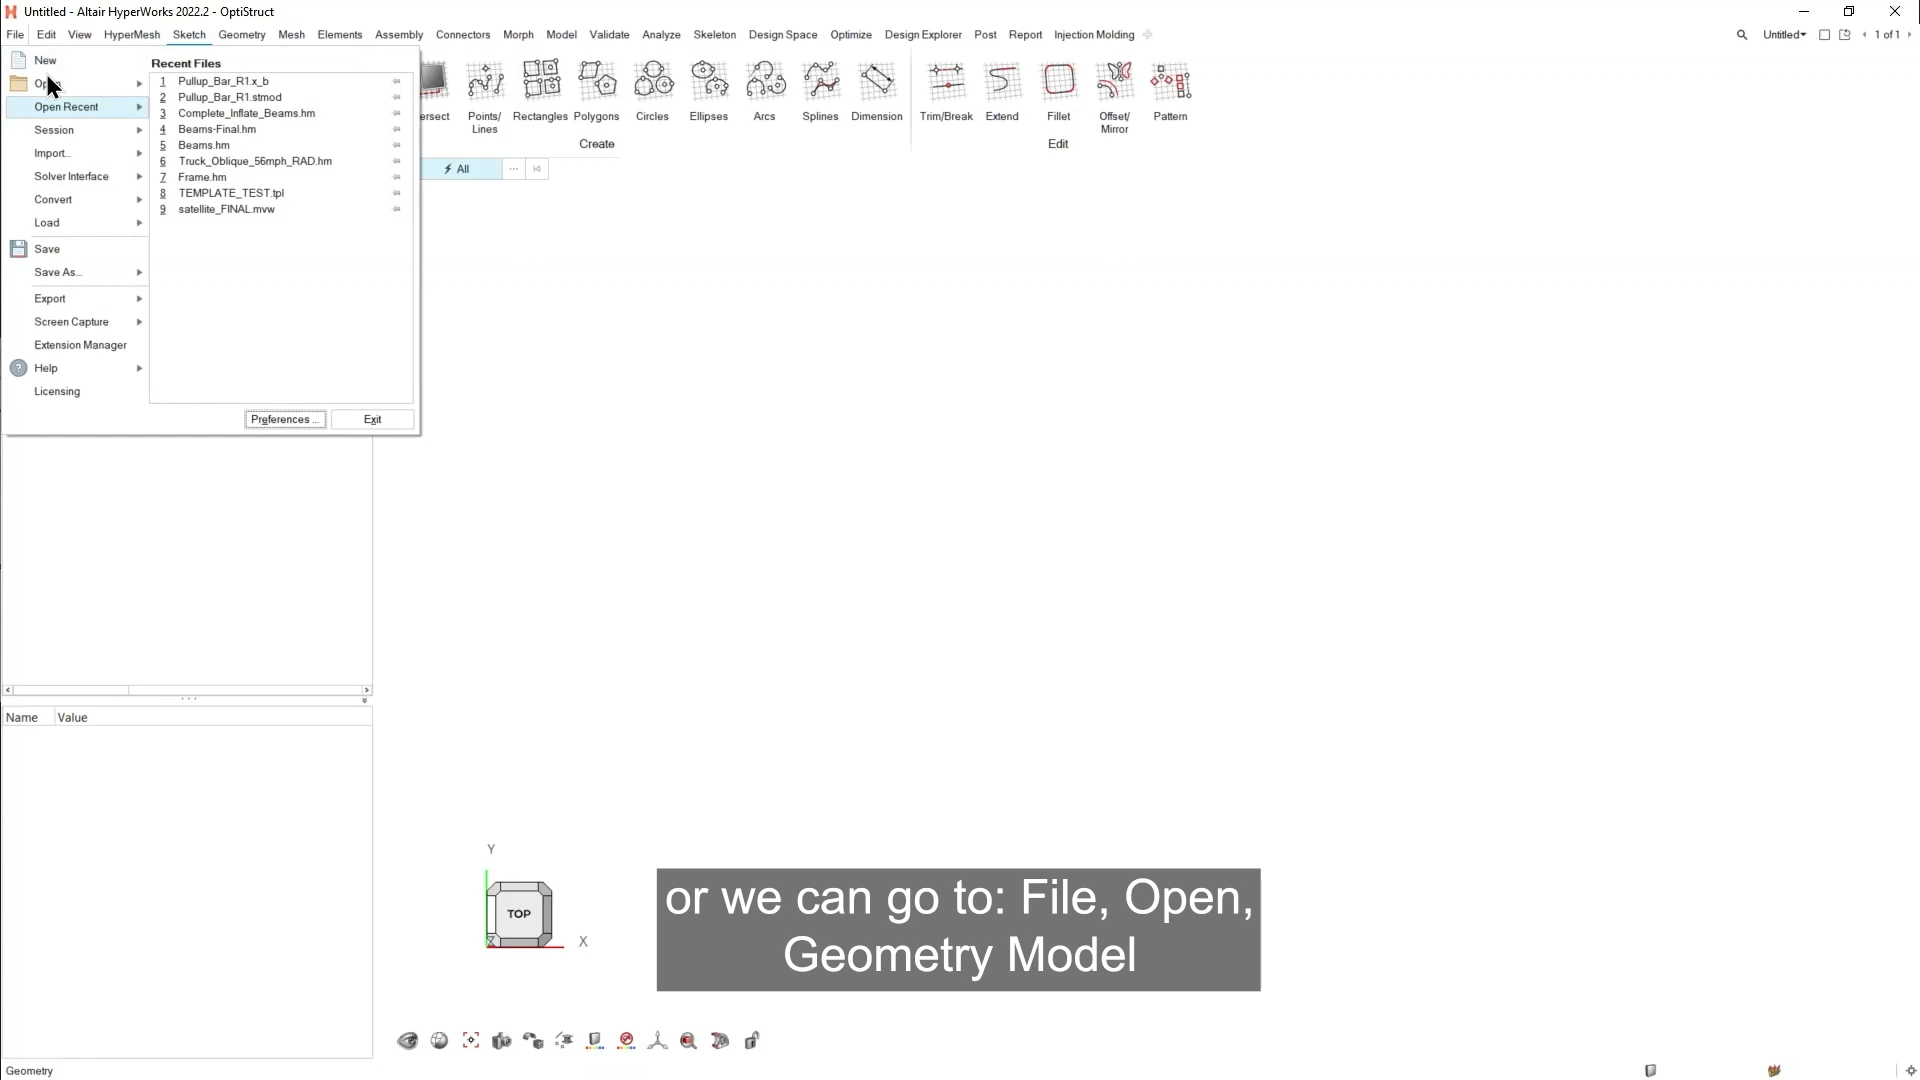 Untitled - Altair HyperWorks 2022.2 - OptiStruct
File Edit View HyperMesh Sketch Geometry Mesh Elements Assembly Connectors Morph Model Validate Analyze Skeleton Design Space Optimize Design Explorer Post Report Injection Molding Untitled 1 of 1
New
Open Recent
Session
Import...
Solver Interface
Convert
Load
Save
Save As...
Export
Screen Capture
Extension Manager
Help
Licensing
Recent Files
1 Pullup_Bar_R1.x_b
2 Pullup_Bar_R1.stmod
3 Complete_Inflate_Beams.hm
4 Beams-Final.hm
5 Beams.hm
6 Truck_Oblique_56mph_RAD.hm
7 Frame.hm
8 TEMPLATE_TEST.tpl
9 satellite_FINAL.mvw
Preferences ... Exit
ersect Points/ Rectangles Polygons Circles Ellipses Arcs Splines Dimension Trim/Break Extend Fillet Offset/ Pattern
Lines Mirror
Create Edit
All
Name Value
Y
TOP
Z X
or we can go to: File, Open,
Geometry Model
Geometry